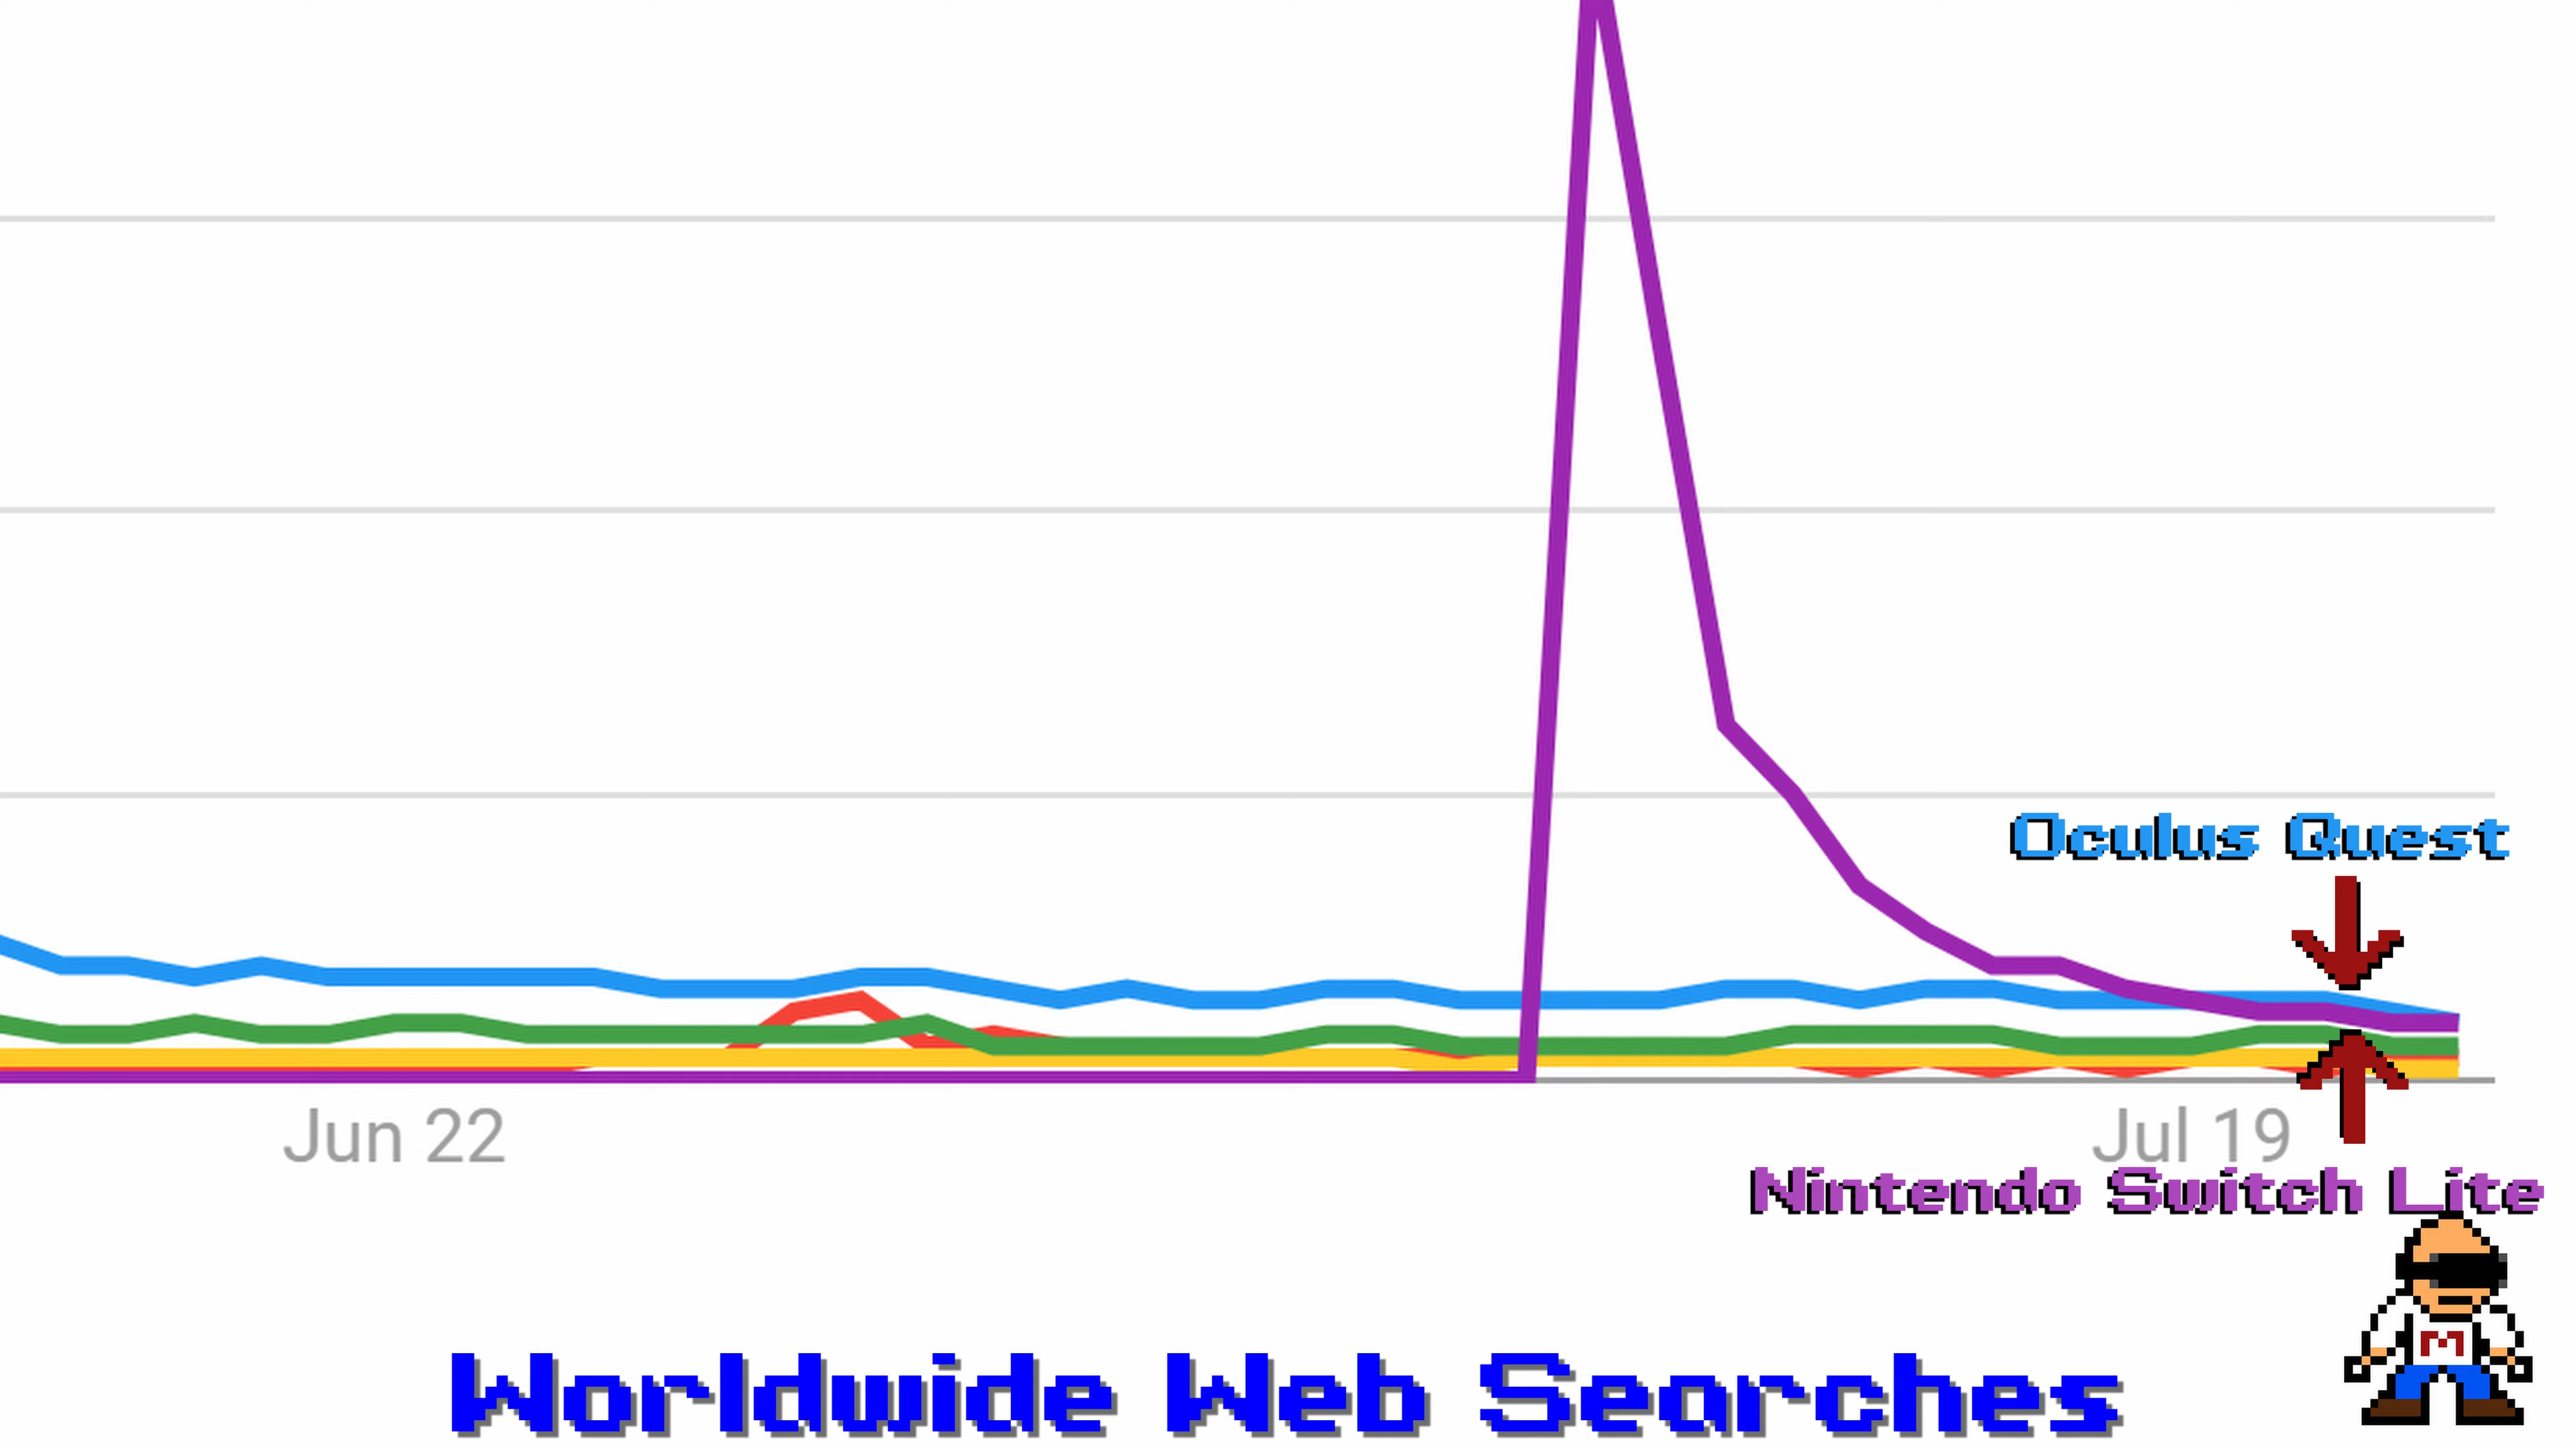 Oculus Quest
Jun 22
Jul 19
Nintendo Switch Lite
M
Worldwide Web Searches